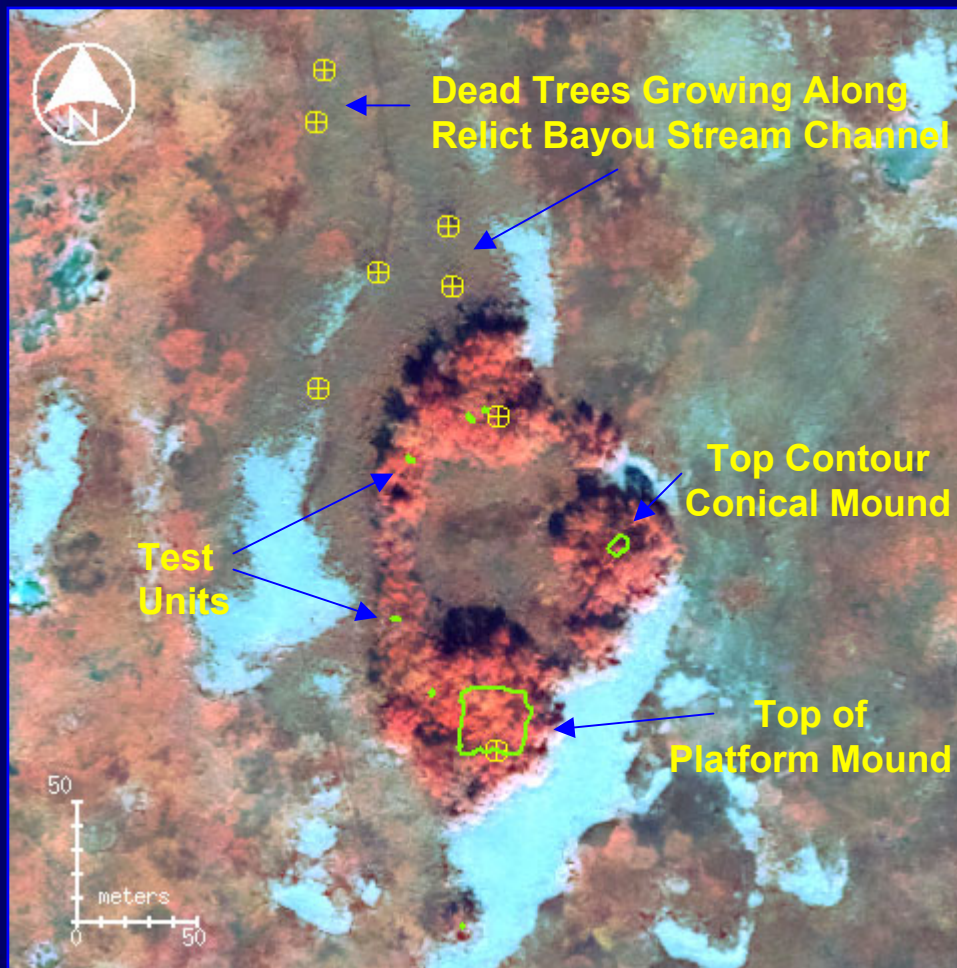 N
Dead Trees Growing Along
Relict Bayou Stream Channel
Top Contour
Conical Mound
Test
Units
Top of
Platform Mound
50
meters
0
50